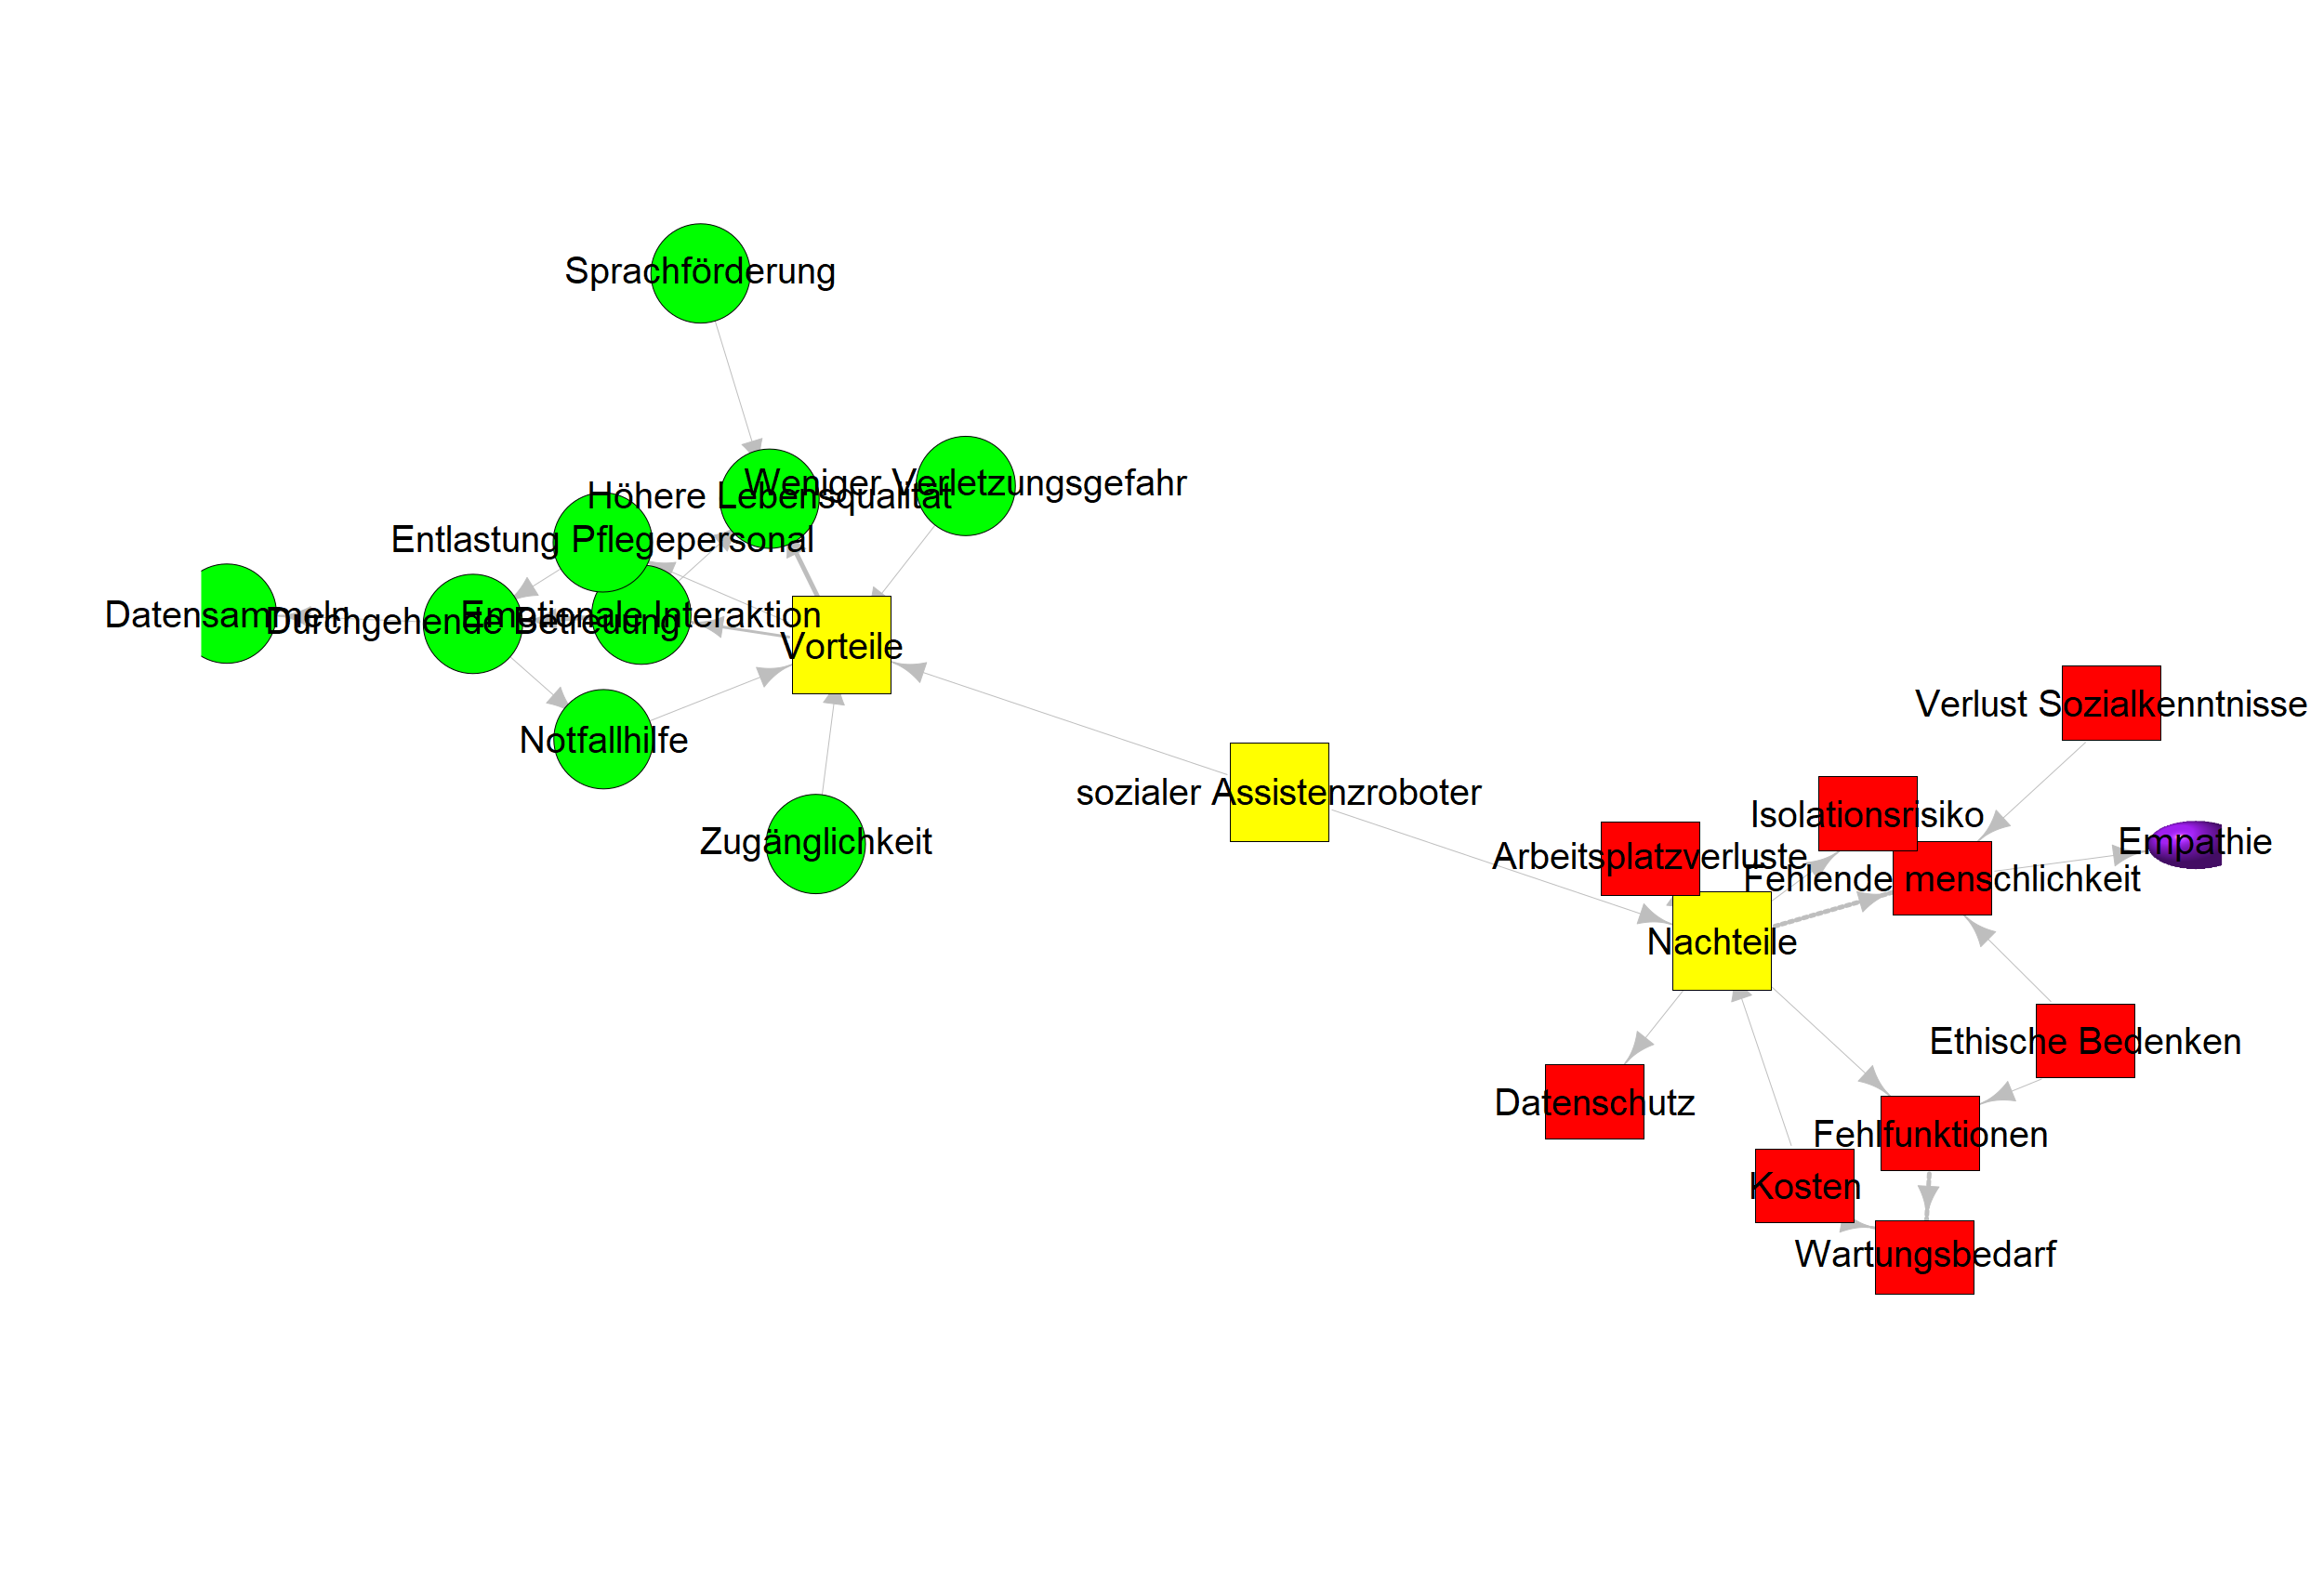 Sprachförderung
Weniger Verletzungsgefahr
Höhere Lebensqualität
Entlastung Pflegepersonal
Datensammeln
Durchgehende Betreuung
Emotionale Interaktion
Vorteile
Notfallhilfe
Zugänglichkeit
sozialer Assistenzroboter
Verlust Sozialkenntnisse
Isolationsrisiko
Empathie
Arbeitsplatzverluste
Fehlende menschlichkeit
Nachteile
Ethische Bedenken
Datenschutz
Fehlfunktionen
Kosten
Wartungsbedarf